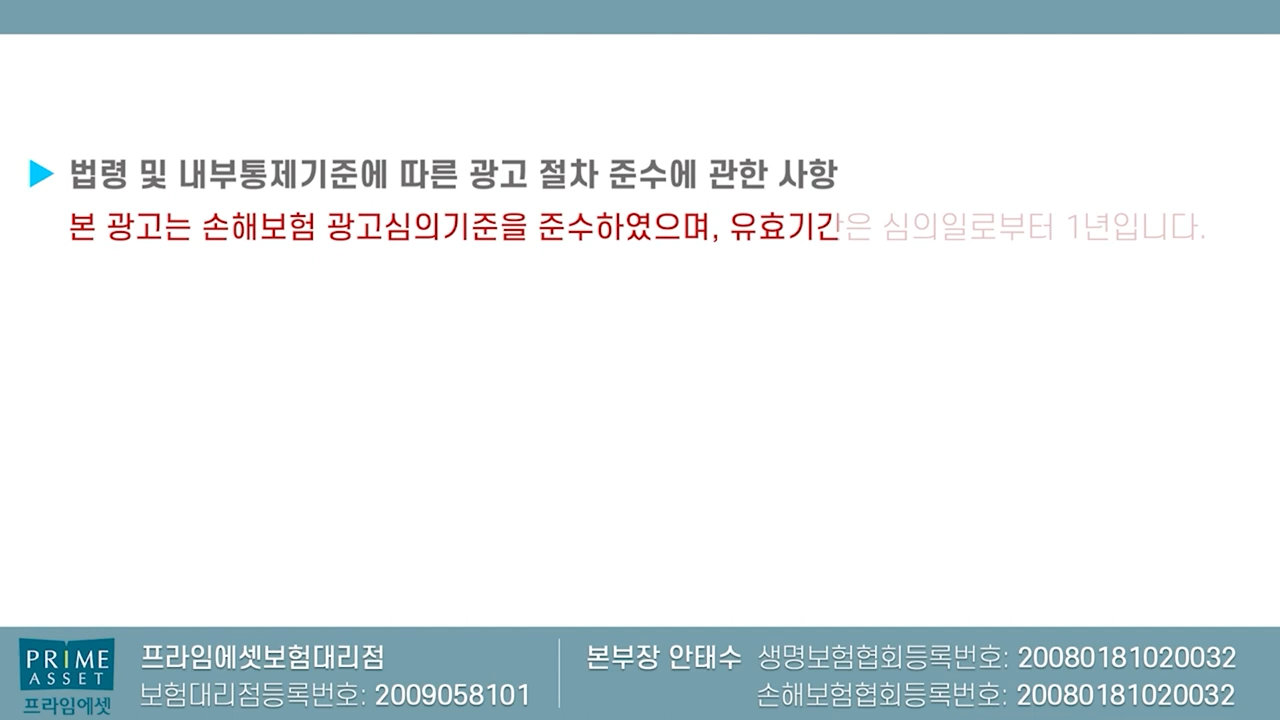 ▶ 법령 및 내부통제기준에 따른 광고 절차 준수에 관한 사항
본 광고는 손해보험 광고심의기준을 준수하였으며, 유효기간은 심의일로부터 1년입니다.
PRIME
ASSET
프라임에셋
프라임에셋보험대리점
보험대리점등록번호: 2009058101
본부장 안태수 생명보험협회등록번호: 20080181020032
손해보험협회등록번호: 20080181020032